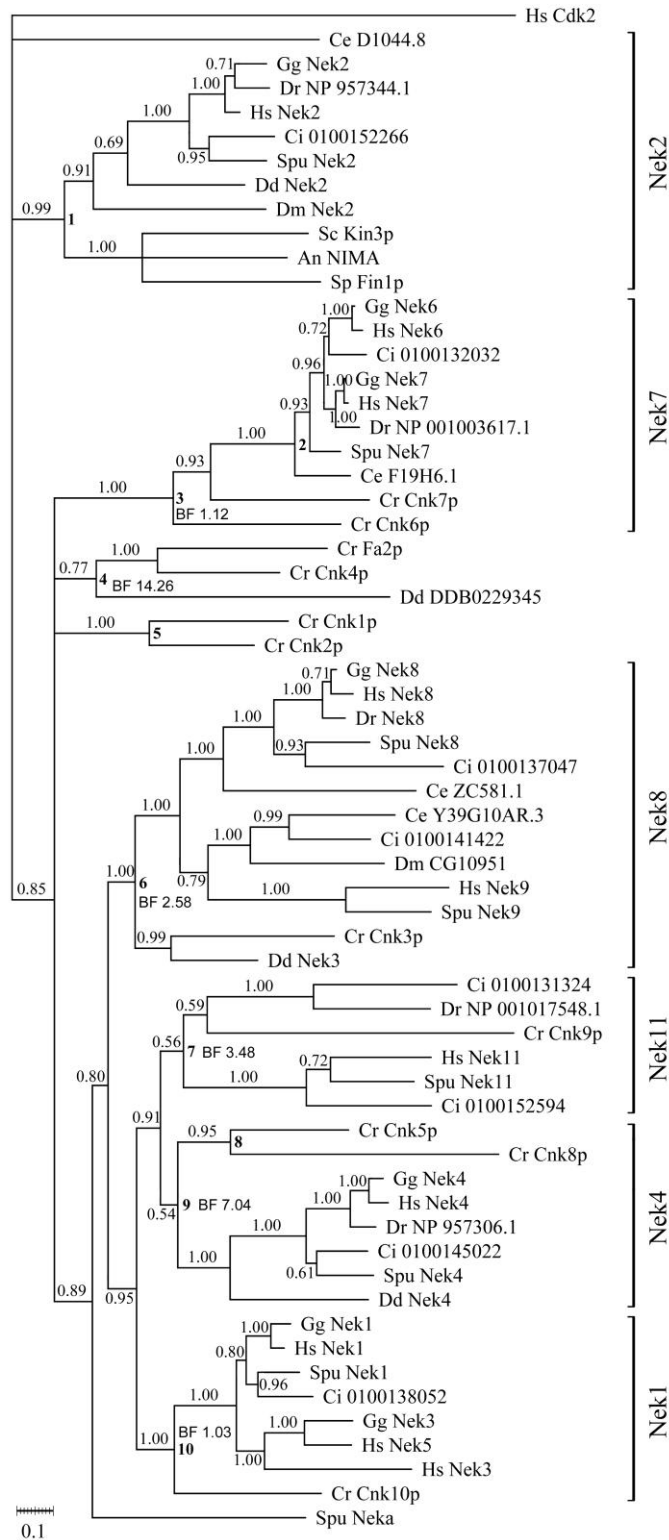 Hs Cdk2
Ce D1044.8
0.71
Gg Nek2
1.00
Dr NP 957344.1
1.00
Hs Nek2
0.69
Ci 0100152266
0.95
Spu Nek2
0.91
Dd Nek2
0.99
1
Dm Nek2
Sc Kin3p
1.00
An NIMA
Sp Fin1p
Nek2
Gg Nek6
1.00
Hs Nek6
0.72
Ci 0100132032
0.96
Gg Nek7
1.00
Hs Nek7
0.93
1.00
Dr NP 001003617.1
1.00
2
Spu Nek7
0.93
Ce F19H6.1
1.00
3
Cr Cnk7p
BF 1.12
Cr Cnk6p
Nek7
1.00
Cr Fa2p
0.77
Cr Cnk4p
4
BF 14.26
Dd DDB0229345
1.00
Cr Cnk1p
5
Cr Cnk2p
0.71
Gg Nek8
1.00
Hs Nek8
Dr Nek8
1.00
Spu Nek8
0.93
Ci 0100137047
1.00
Ce ZC581.1
1.00
0.99
Ce Y39G10AR.3
1.00
Ci 0100141422
Dm CG10951
1.00
0.79
1.00
Hs Nek9
6
BF 2.58
Spu Nek9
0.85
0.99
Cr Cnk3p
Dd Nek3
Nek8
1.00
Ci 0100131324
0.59
Dr NP 001017548.1
Cr Cnk9p
0.56
7
BF 3.48
0.72
Hs Nek11
1.00
Spu Nek11
Ci 0100152594
Nek11
0.80
0.91
0.95
Cr Cnk5p
8
Cr Cnk8p
1.00
Gg Nek4
9
BF 7.04
1.00
Hs Nek4
0.54
1.00
Dr NP 957306.1
Ci 0100145022
1.00
0.61
Spu Nek4
0.89
0.95
Dd Nek4
Nek4
1.00
Gg Nek1
0.80
Hs Nek1
Spu Nek1
1.00
0.96
Ci 0100138052
1.00
Gg Nek3
BF 1.03
Hs Nek5
1.00
10
1.00
Hs Nek3
Cr Cnk10p
Nek1
Spu Neka
0.1